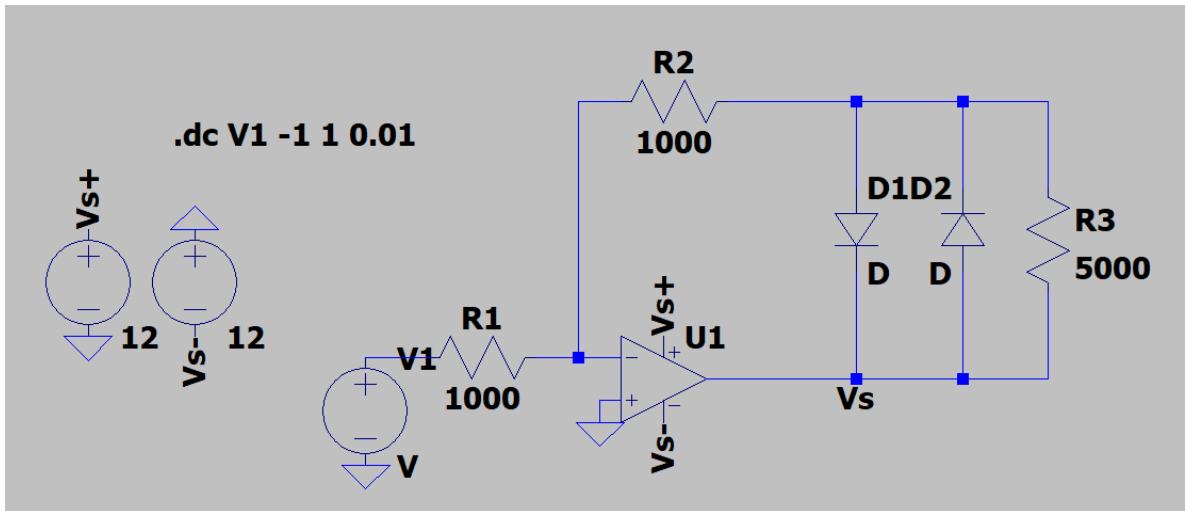 R2
1000
.dc V1 -1 1 0.01
Vs+
D1D2
R3
5000
D
D
12
12
Vs-
R1
1000
V1
V
Vs+
U1
Vs-
Vs